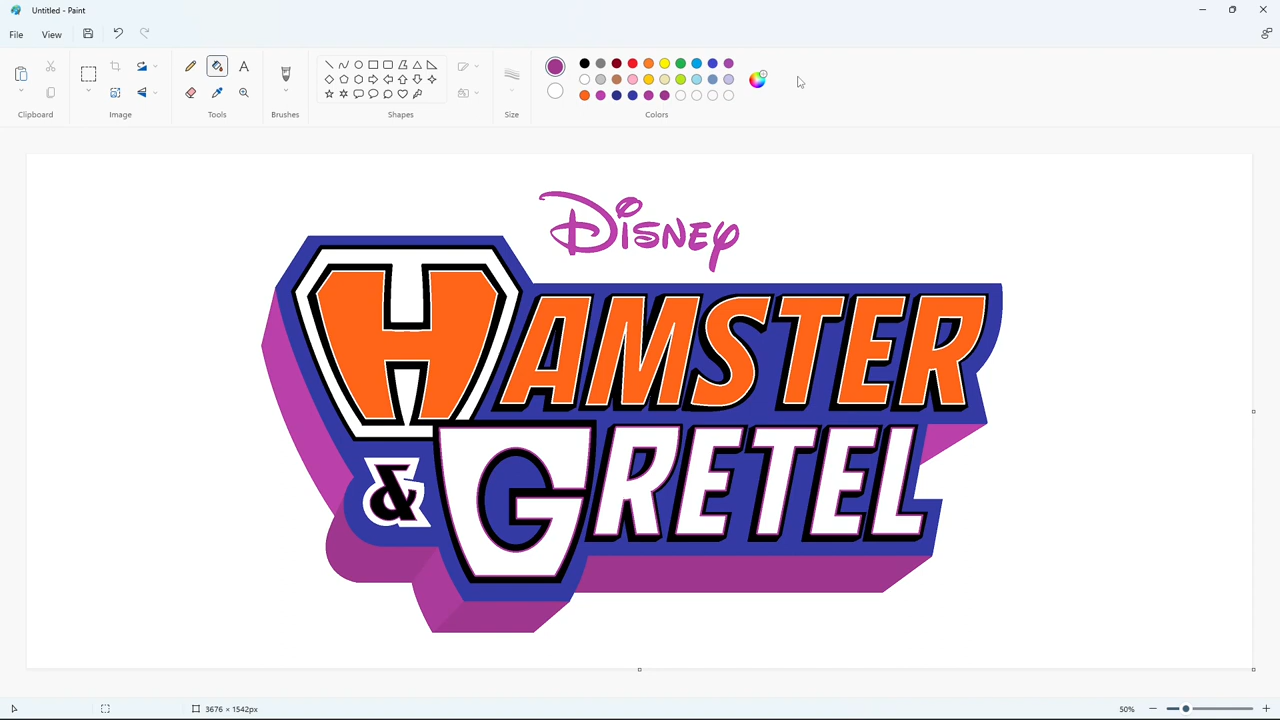 Untitled - Paint
File View
Clipboard Image Tools Brushes Shapes Size Colors
Disney
HAMSTER
& GRETEL
3676 × 1542px 50%